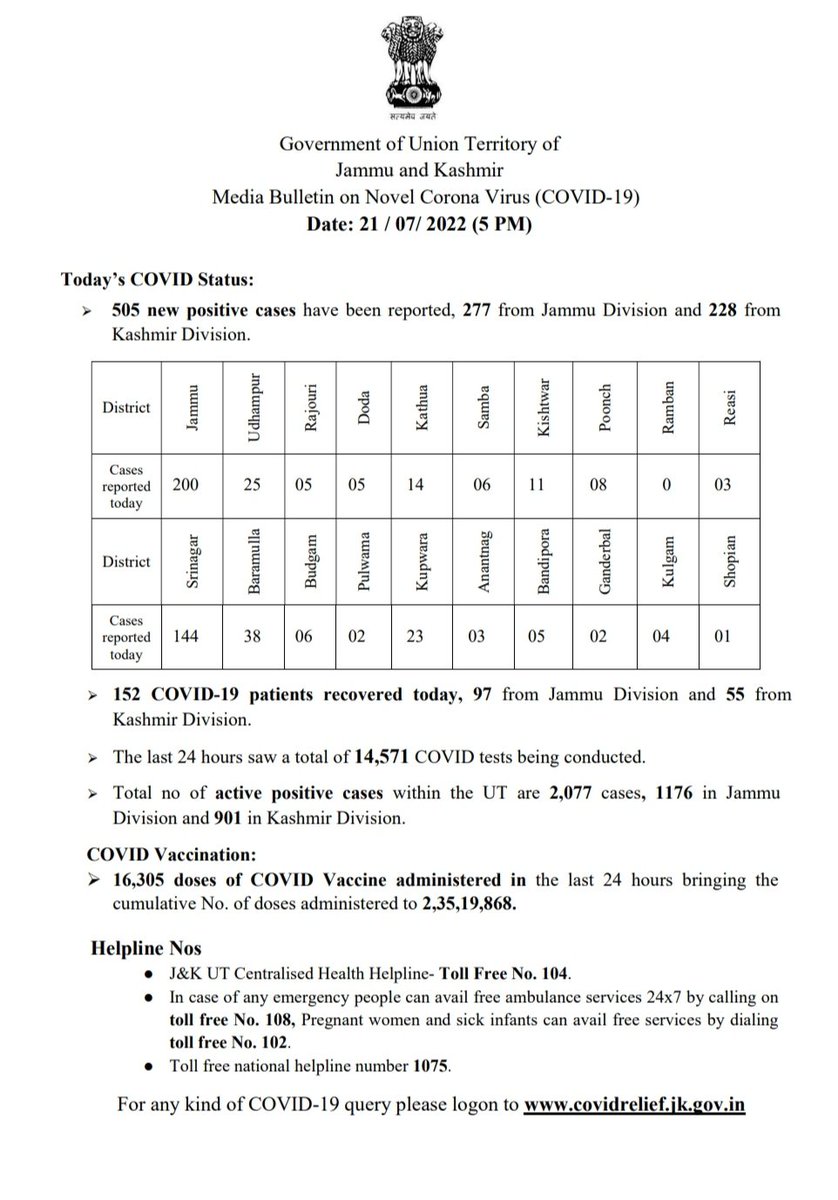 सत्यमेव जयते
Government of Union Territory of
Jammu and Kashmir
Media Bulletin on Novel Corona Virus (COVID-19)
Date: 21 / 07/ 2022 (5 PM)
Today’s COVID Status:
➢ 505 new positive cases have been reported, 277 from Jammu Division and 228 from
Kashmir Division.
District Jammu Udhampur Rajouri Doda Kathua Samba Kishtwar Poonch Ramban Reasi
Cases
reported 200 25 05 05 14 06 11 08 0 03
today
District Srinagar Baramulla Budgam Pulwama Kupwara Anantnag Bandipora Ganderbal Kulgam Shopian
Cases
reported 144 38 06 02 23 03 05 02 04 01
today
➢ 152 COVID-19 patients recovered today, 97 from Jammu Division and 55 from
Kashmir Division.
➢ The last 24 hours saw a total of 14,571 COVID tests being conducted.
➢ Total no of active positive cases within the UT are 2,077 cases, 1176 in Jammu
Division and 901 in Kashmir Division.
COVID Vaccination:
➢ 16,305 doses of COVID Vaccine administered in the last 24 hours bringing the
cumulative No. of doses administered to 2,35,19,868.
Helpline Nos
● J&K UT Centralised Health Helpline- Toll Free No. 104.
● In case of any emergency people can avail free ambulance services 24x7 by calling on
toll free No. 108, Pregnant women and sick infants can avail free services by dialing
toll free No. 102.
● Toll free national helpline number 1075.
For any kind of COVID-19 query please logon to www.covidrelief.jk.gov.in